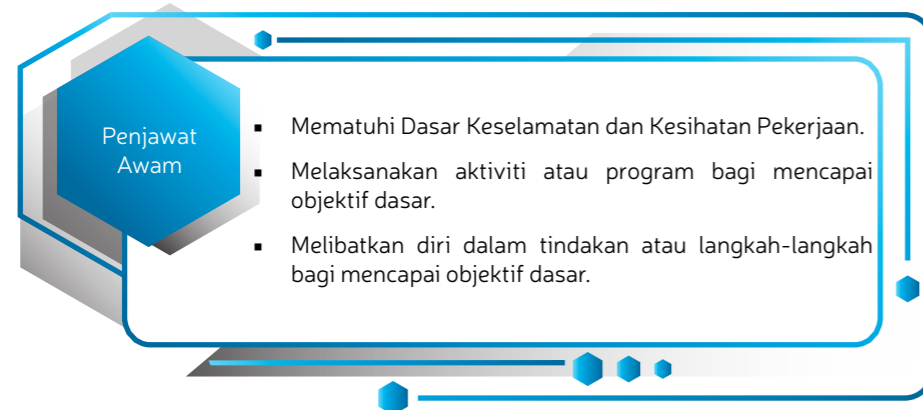 Penjawat
Awam
▪ Mematuhi Dasar Keselamatan dan Kesihatan Pekerjaan.
▪ Melaksanakan aktiviti atau program bagi mencapai
objektif dasar.
▪ Melibatkan diri dalam tindakan atau langkah-langkah
bagi mencapai objektif dasar.